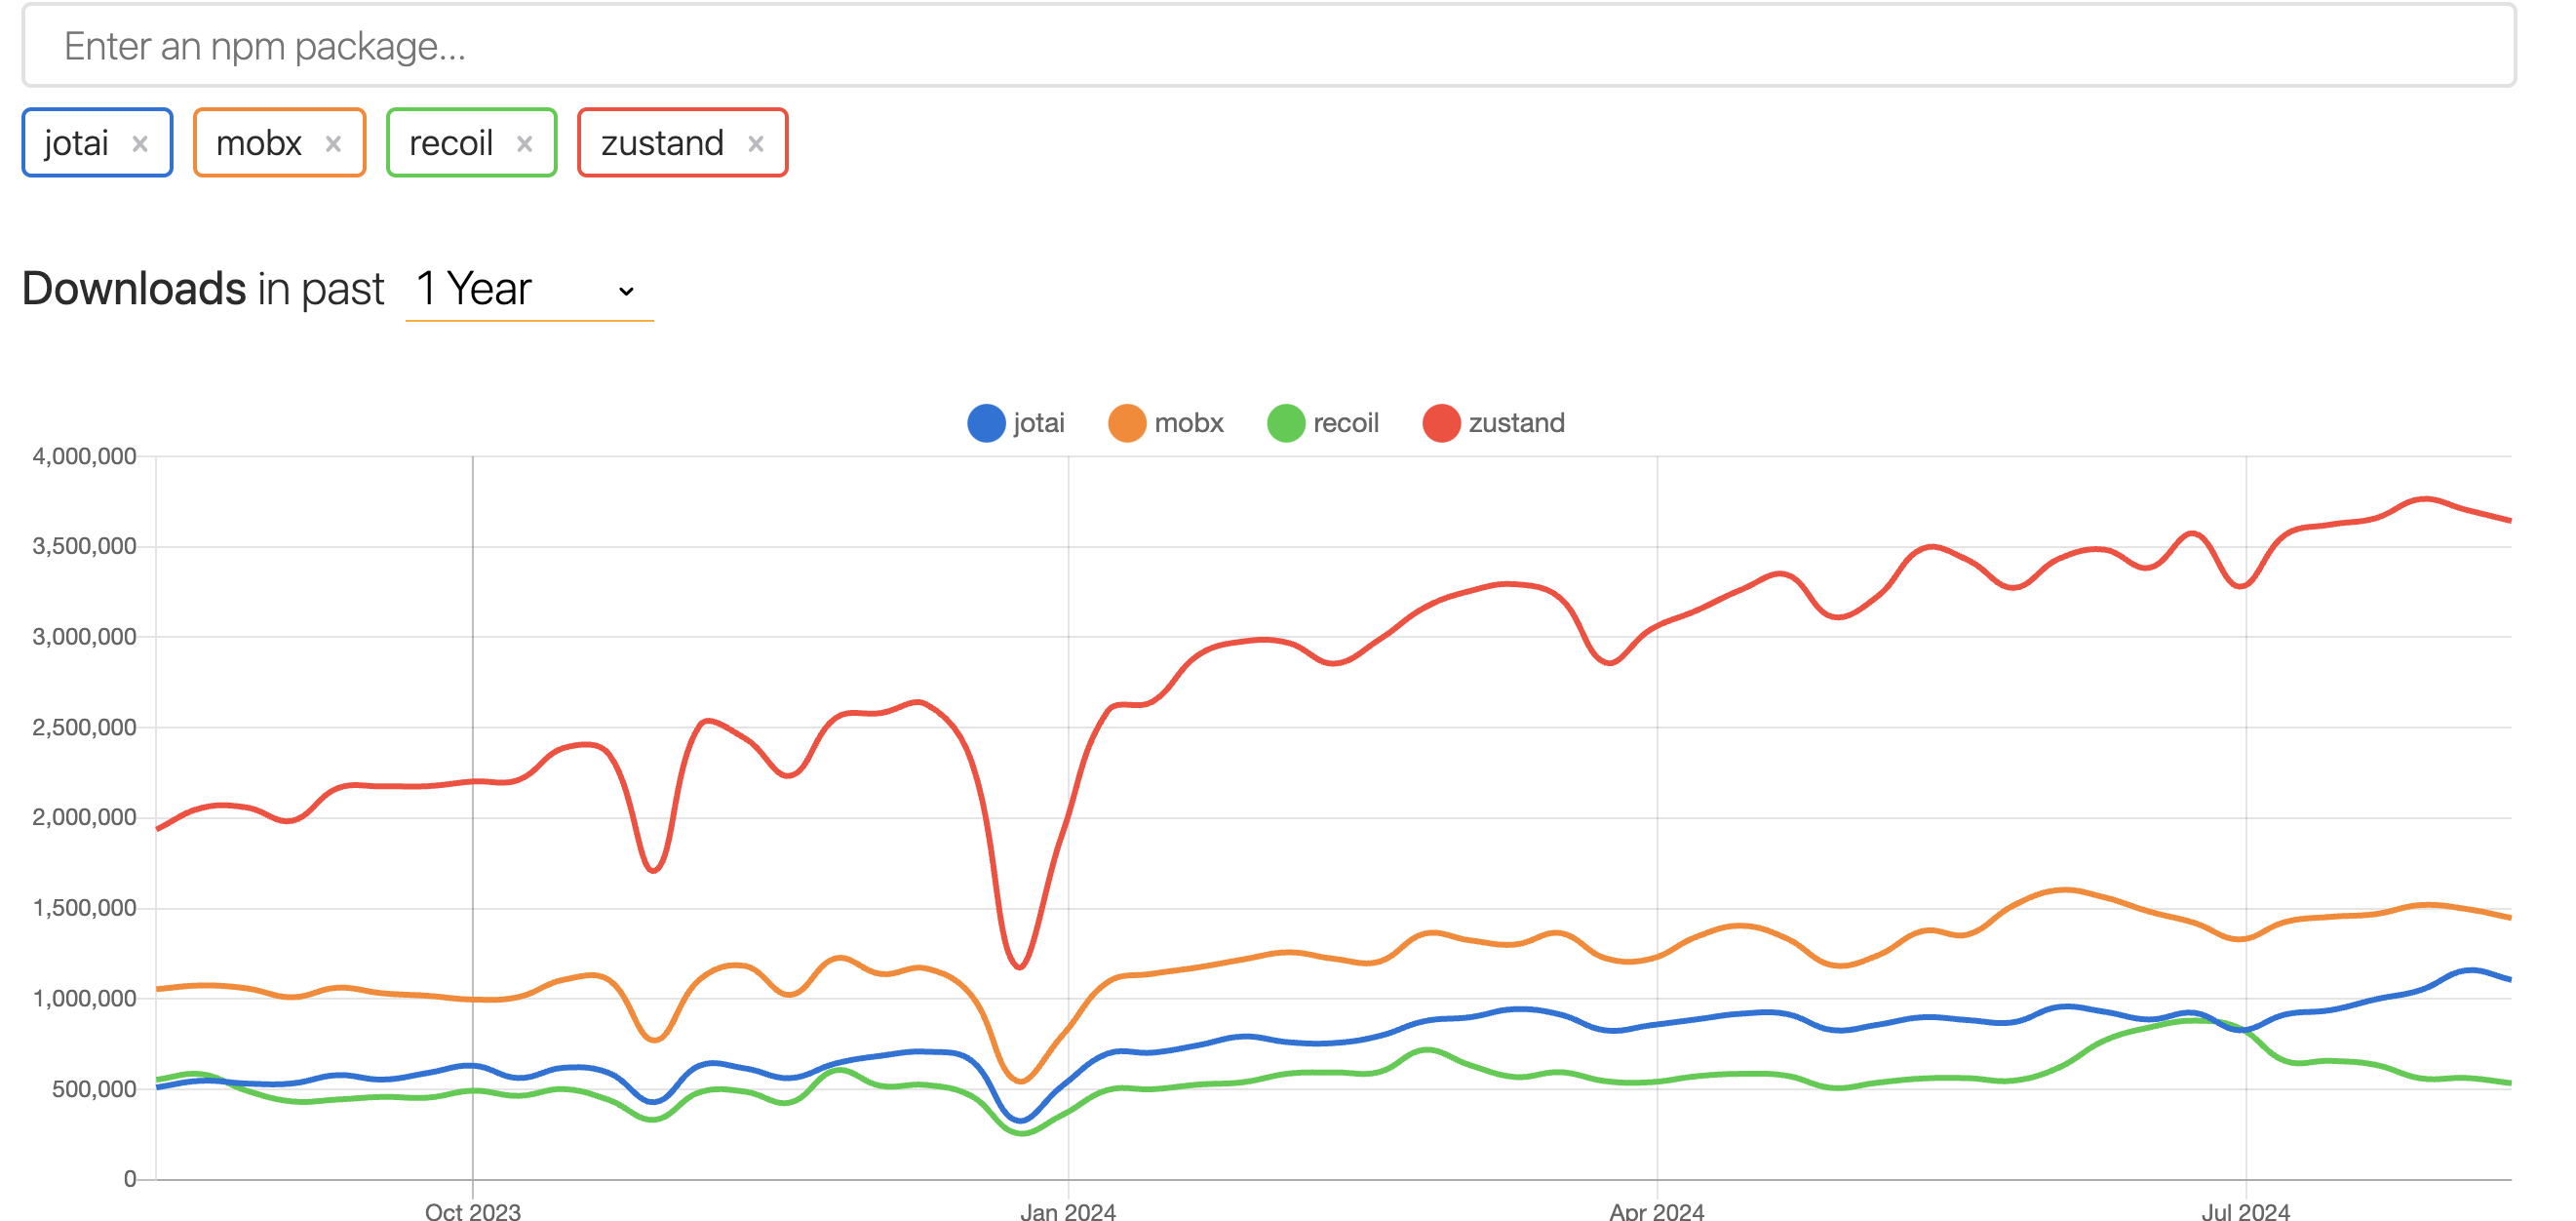 Enter an npm package...
jotai × mobx × recoil × zustand ×
Downloads in past 1 Year
jotai mobx recoil zustand
4,000,000
3,500,000
3,000,000
2,500,000
2,000,000
1,500,000
1,000,000
500,000
0
Oct 2023 Jan 2024 Apr 2024 Jul 2024